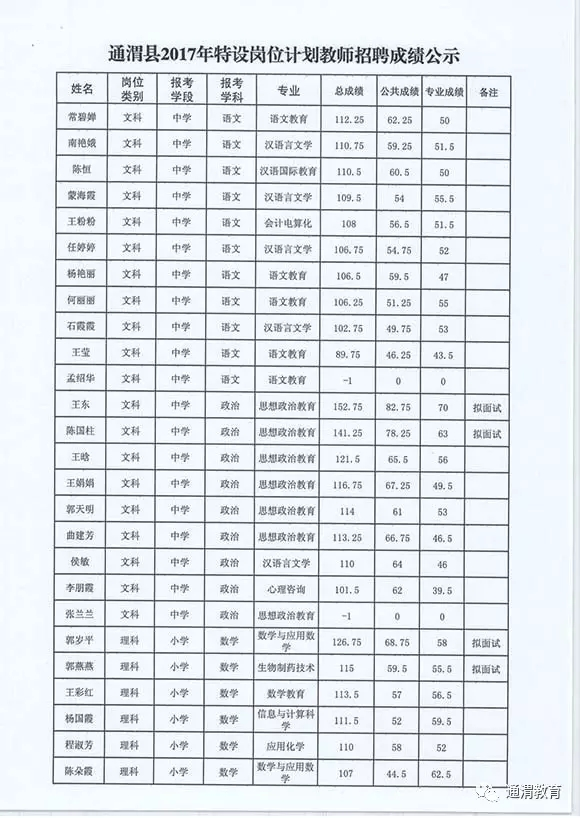 通渭县2017年特设岗位计划教师招聘成绩公示
姓名 岗位类别 报考学段 报考学科 专业 总成绩 公共成绩 专业成绩 备注
常碧婵 文科 中学 语文 语文教育 112.25 62.25 50
南艳娥 文科 中学 语文 汉语言文学 110.75 59.25 51.5
陈恒 文科 中学 语文 汉语国际教育 110.5 60.5 50
蒙海霞 文科 中学 语文 汉语言文学 109.5 54 55.5
王粉粉 文科 中学 语文 会计电算化 108 56.5 51.5
任婷婷 文科 中学 语文 汉语言文学 106.75 54.75 52
杨艳丽 文科 中学 语文 语文教育 106.5 59.5 47
何丽丽 文科 中学 语文 语文教育 106.25 51.25 55
石霞霞 文科 中学 语文 汉语言文学 102.75 49.75 53
王莹 文科 中学 语文 语文教育 89.75 46.25 43.5
孟绍华 文科 中学 语文 语文教育 -1 0 0
王东 文科 中学 政治 思想政治教育 152.75 82.75 70 拟面试
陈国柱 文科 中学 政治 思想政治教育 141.25 78.25 63 拟面试
王晗 文科 中学 政治 思想政治教育 121.5 65.5 56
王娟娟 文科 中学 政治 思想政治教育 116.75 67.25 49.5
郭天明 文科 中学 政治 思想政治教育 114 61 53
曲建芳 文科 中学 政治 思想政治教育 113.25 66.75 46.5
侯敏 文科 中学 政治 汉语言文学 110 64 46
李朋霞 文科 中学 政治 心理咨询 101.5 62 39.5
张兰兰 文科 中学 政治 思想政治教育 -1 0 0
郭岁平 理科 小学 数学 数学与应用数学 126.75 68.75 58 拟面试
郭燕燕 理科 小学 数学 生物制药技术 115 59.5 55.5 拟面试
王彩红 理科 小学 数学 数学教育 113.5 57 56.5
杨国霞 理科 小学 数学 信息与计算科学 111.5 52 59.5
程淑芳 理科 小学 数学 应用化学 110 58 52
陈朵霞 理科 小学 数学 数学与应用数学 107 44.5 62.5
通渭教育